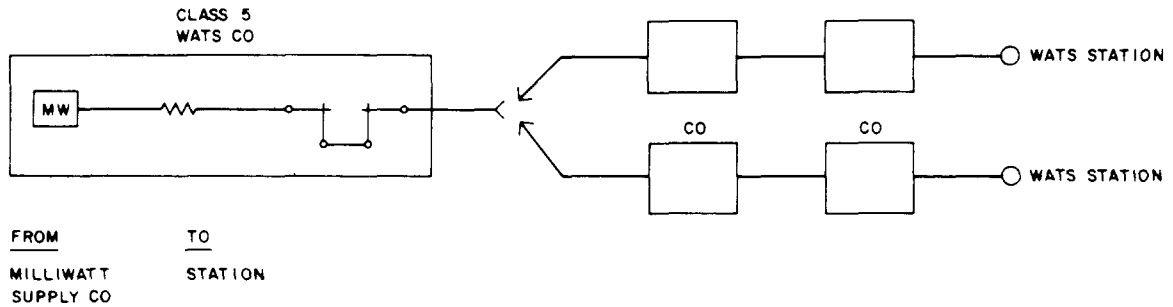 CLASS 5
WATS CO
MW
WATS STATION
CO CO
WATS STATION
FROM TO
MILLIWATT STATION
SUPPLY CO